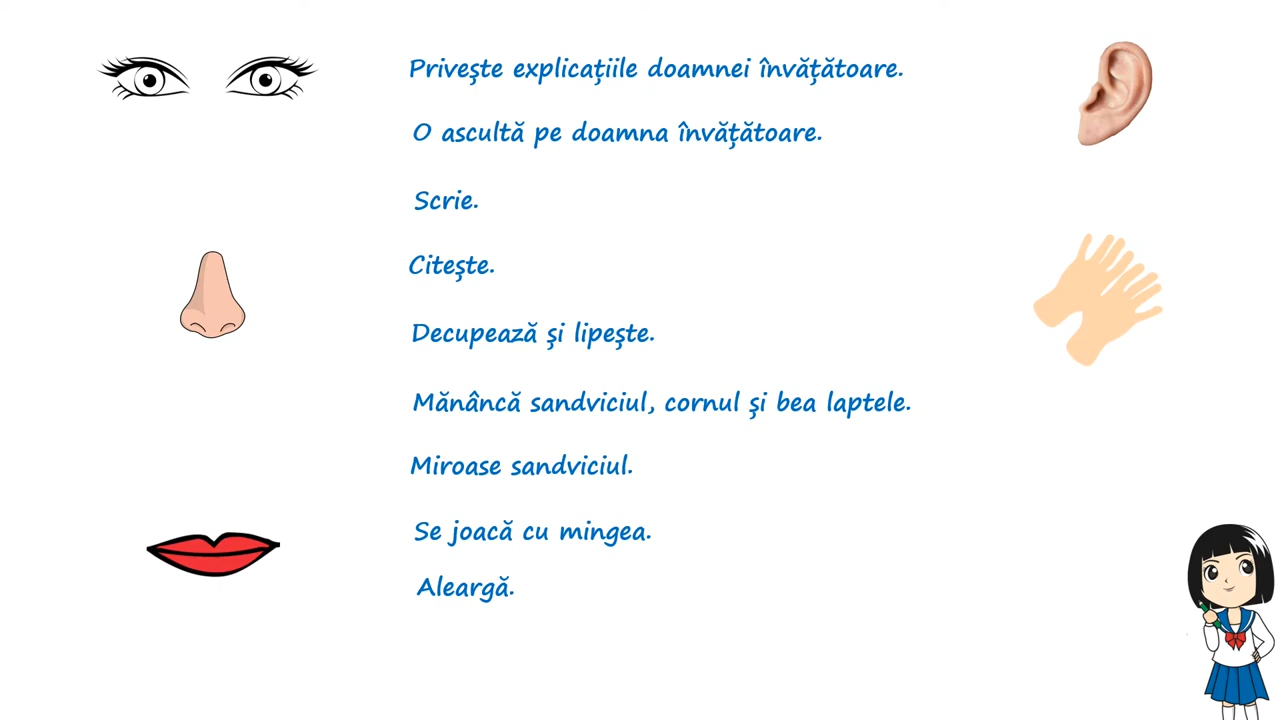 Privește explicațiile doamnei învățătoare.
O ascultă pe doamna învățătoare.
Scrie.
Citește.
Decupează și lipește.
Mănâncă sandviciul, cornul și bea laptele.
Miroase sandviciul.
Se joacă cu mingea.
Aleargă.